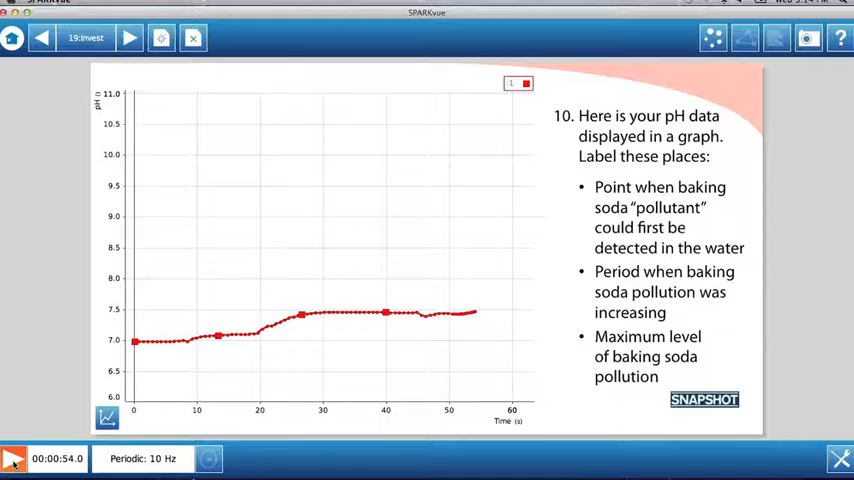 SPARKvue
SPARKvue
19:Invest
?
1
pH ()
11.0
10.5
10.0
9.5
9.0
8.5
8.0
7.5
7.0
6.5
6.0
0 10 20 30 40 50 60
Time (s)
10. Here is your pH data
displayed in a graph.
Label these places:
• Point when baking
soda “pollutant”
could first be
detected in the water
• Period when baking
soda pollution was
increasing
• Maximum level
of baking soda
pollution
SNAPSHOT
00:00:54.0
Periodic: 10 Hz